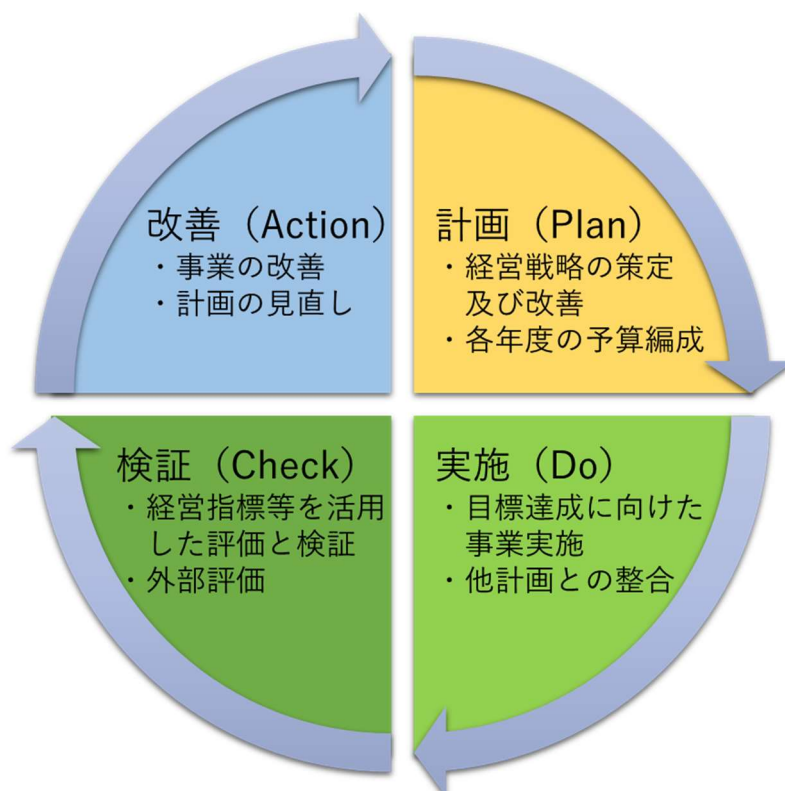 改善（Action）
・事業の改善
・計画の見直し
計画（Plan）
・経営戦略の策定
及び改善
・各年度の予算編成
検証（Check）
・経営指標等を活用
した評価と検証
・外部評価
実施（Do）
・目標達成に向けた
事業実施
・他計画との整合